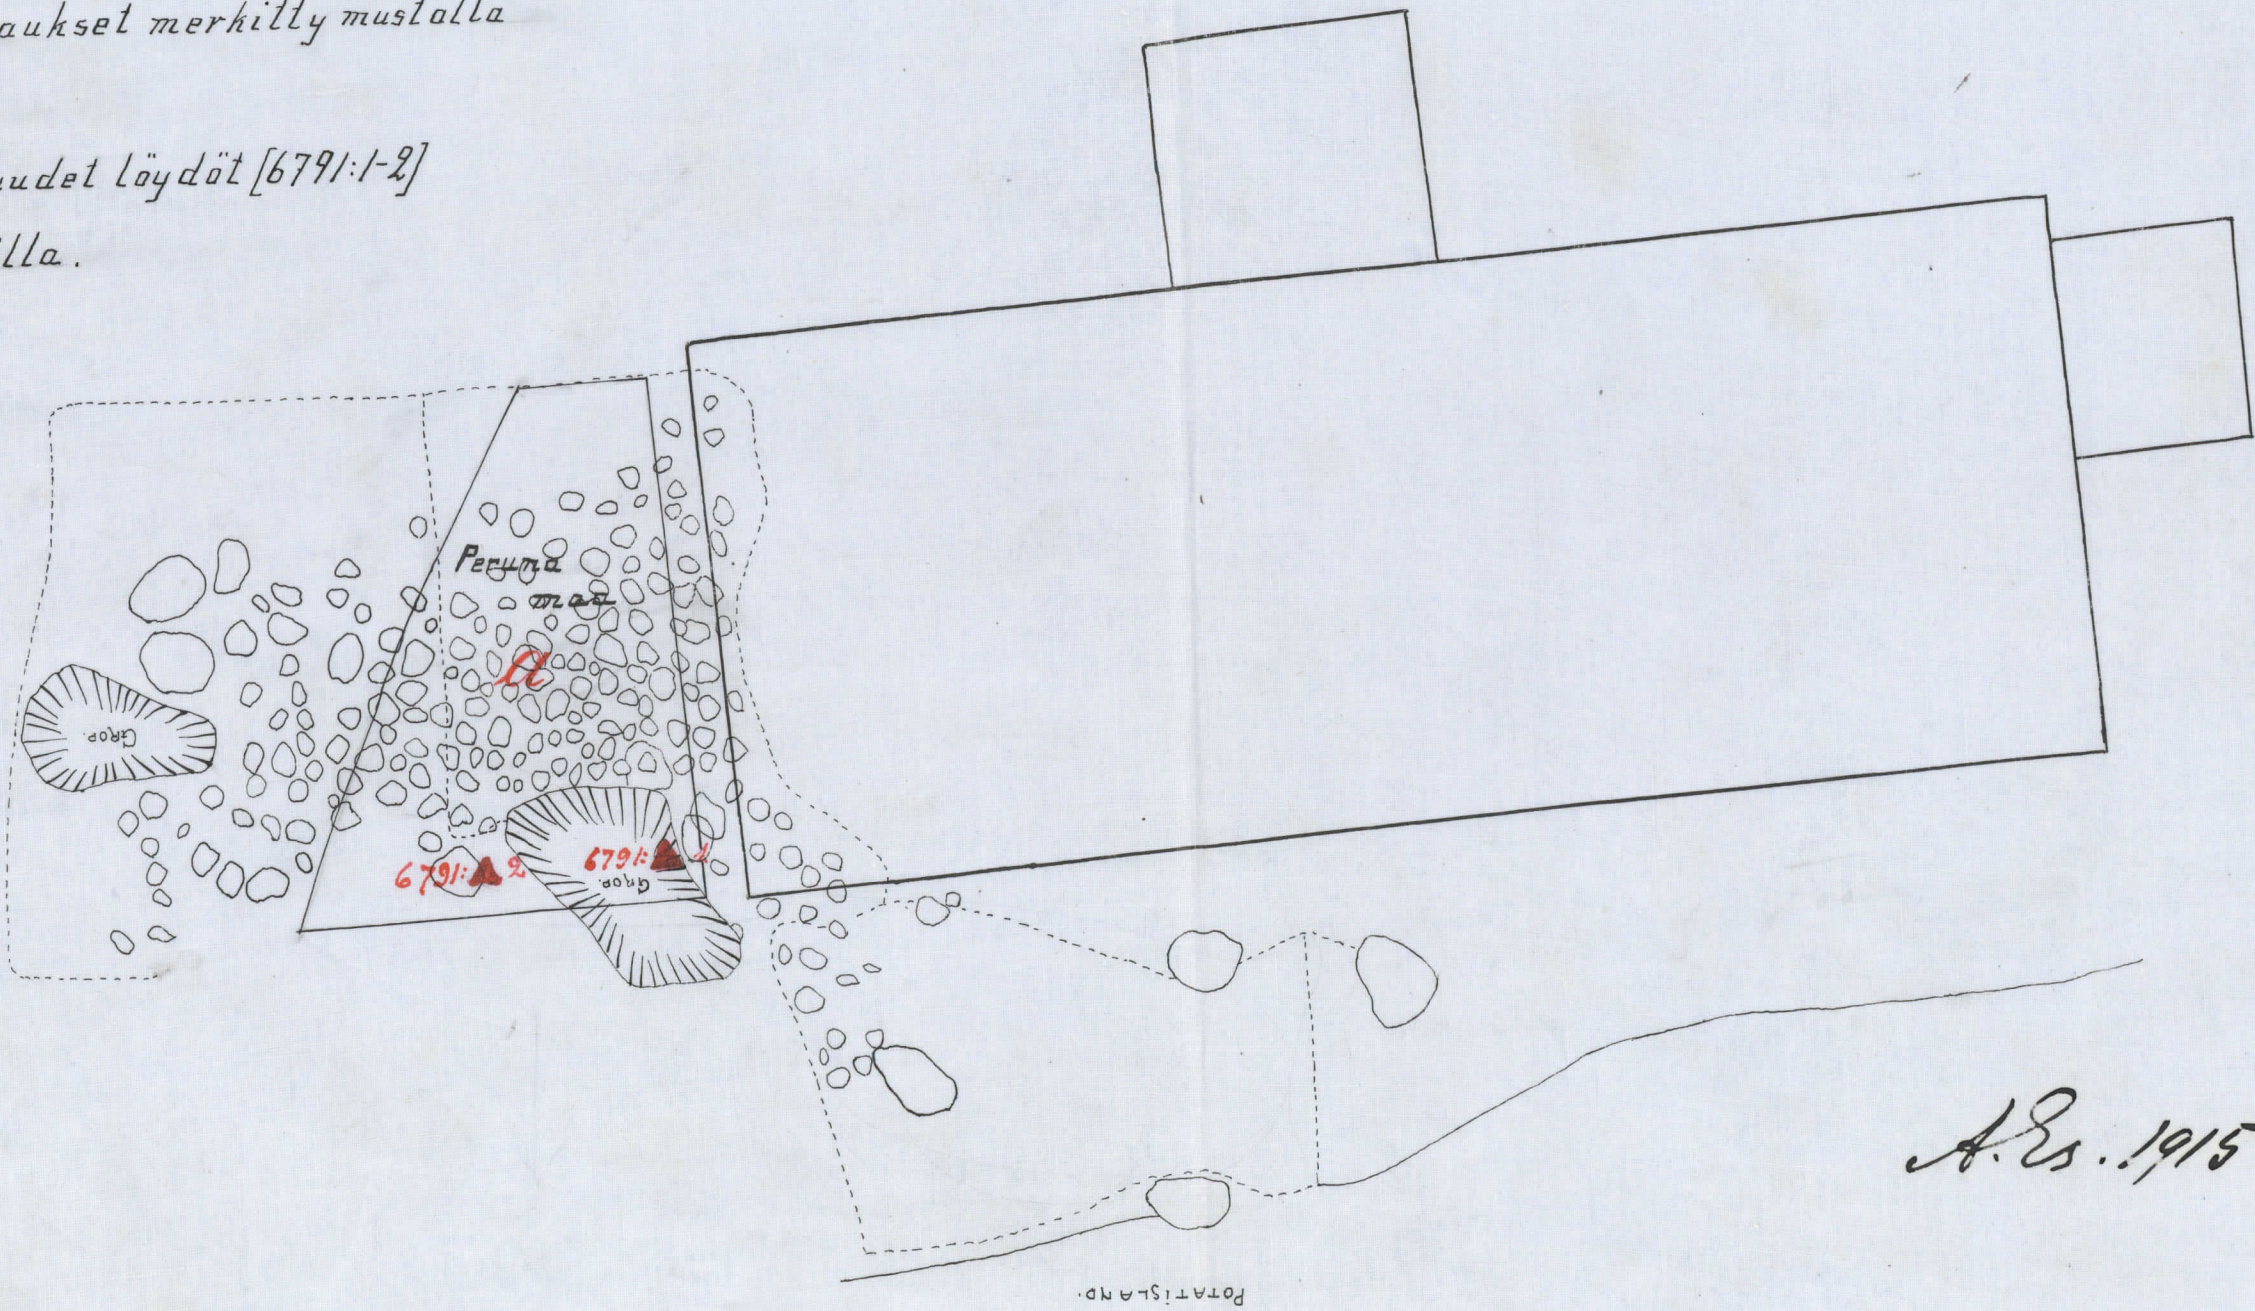 aukset merkitty mustalla
udet löydöt [6791:1-2]
lla.
Peruna
maa
a
GROP.
6791: 2
6791: 1
GROP.
A. Es. 1915
POTATISLAND.